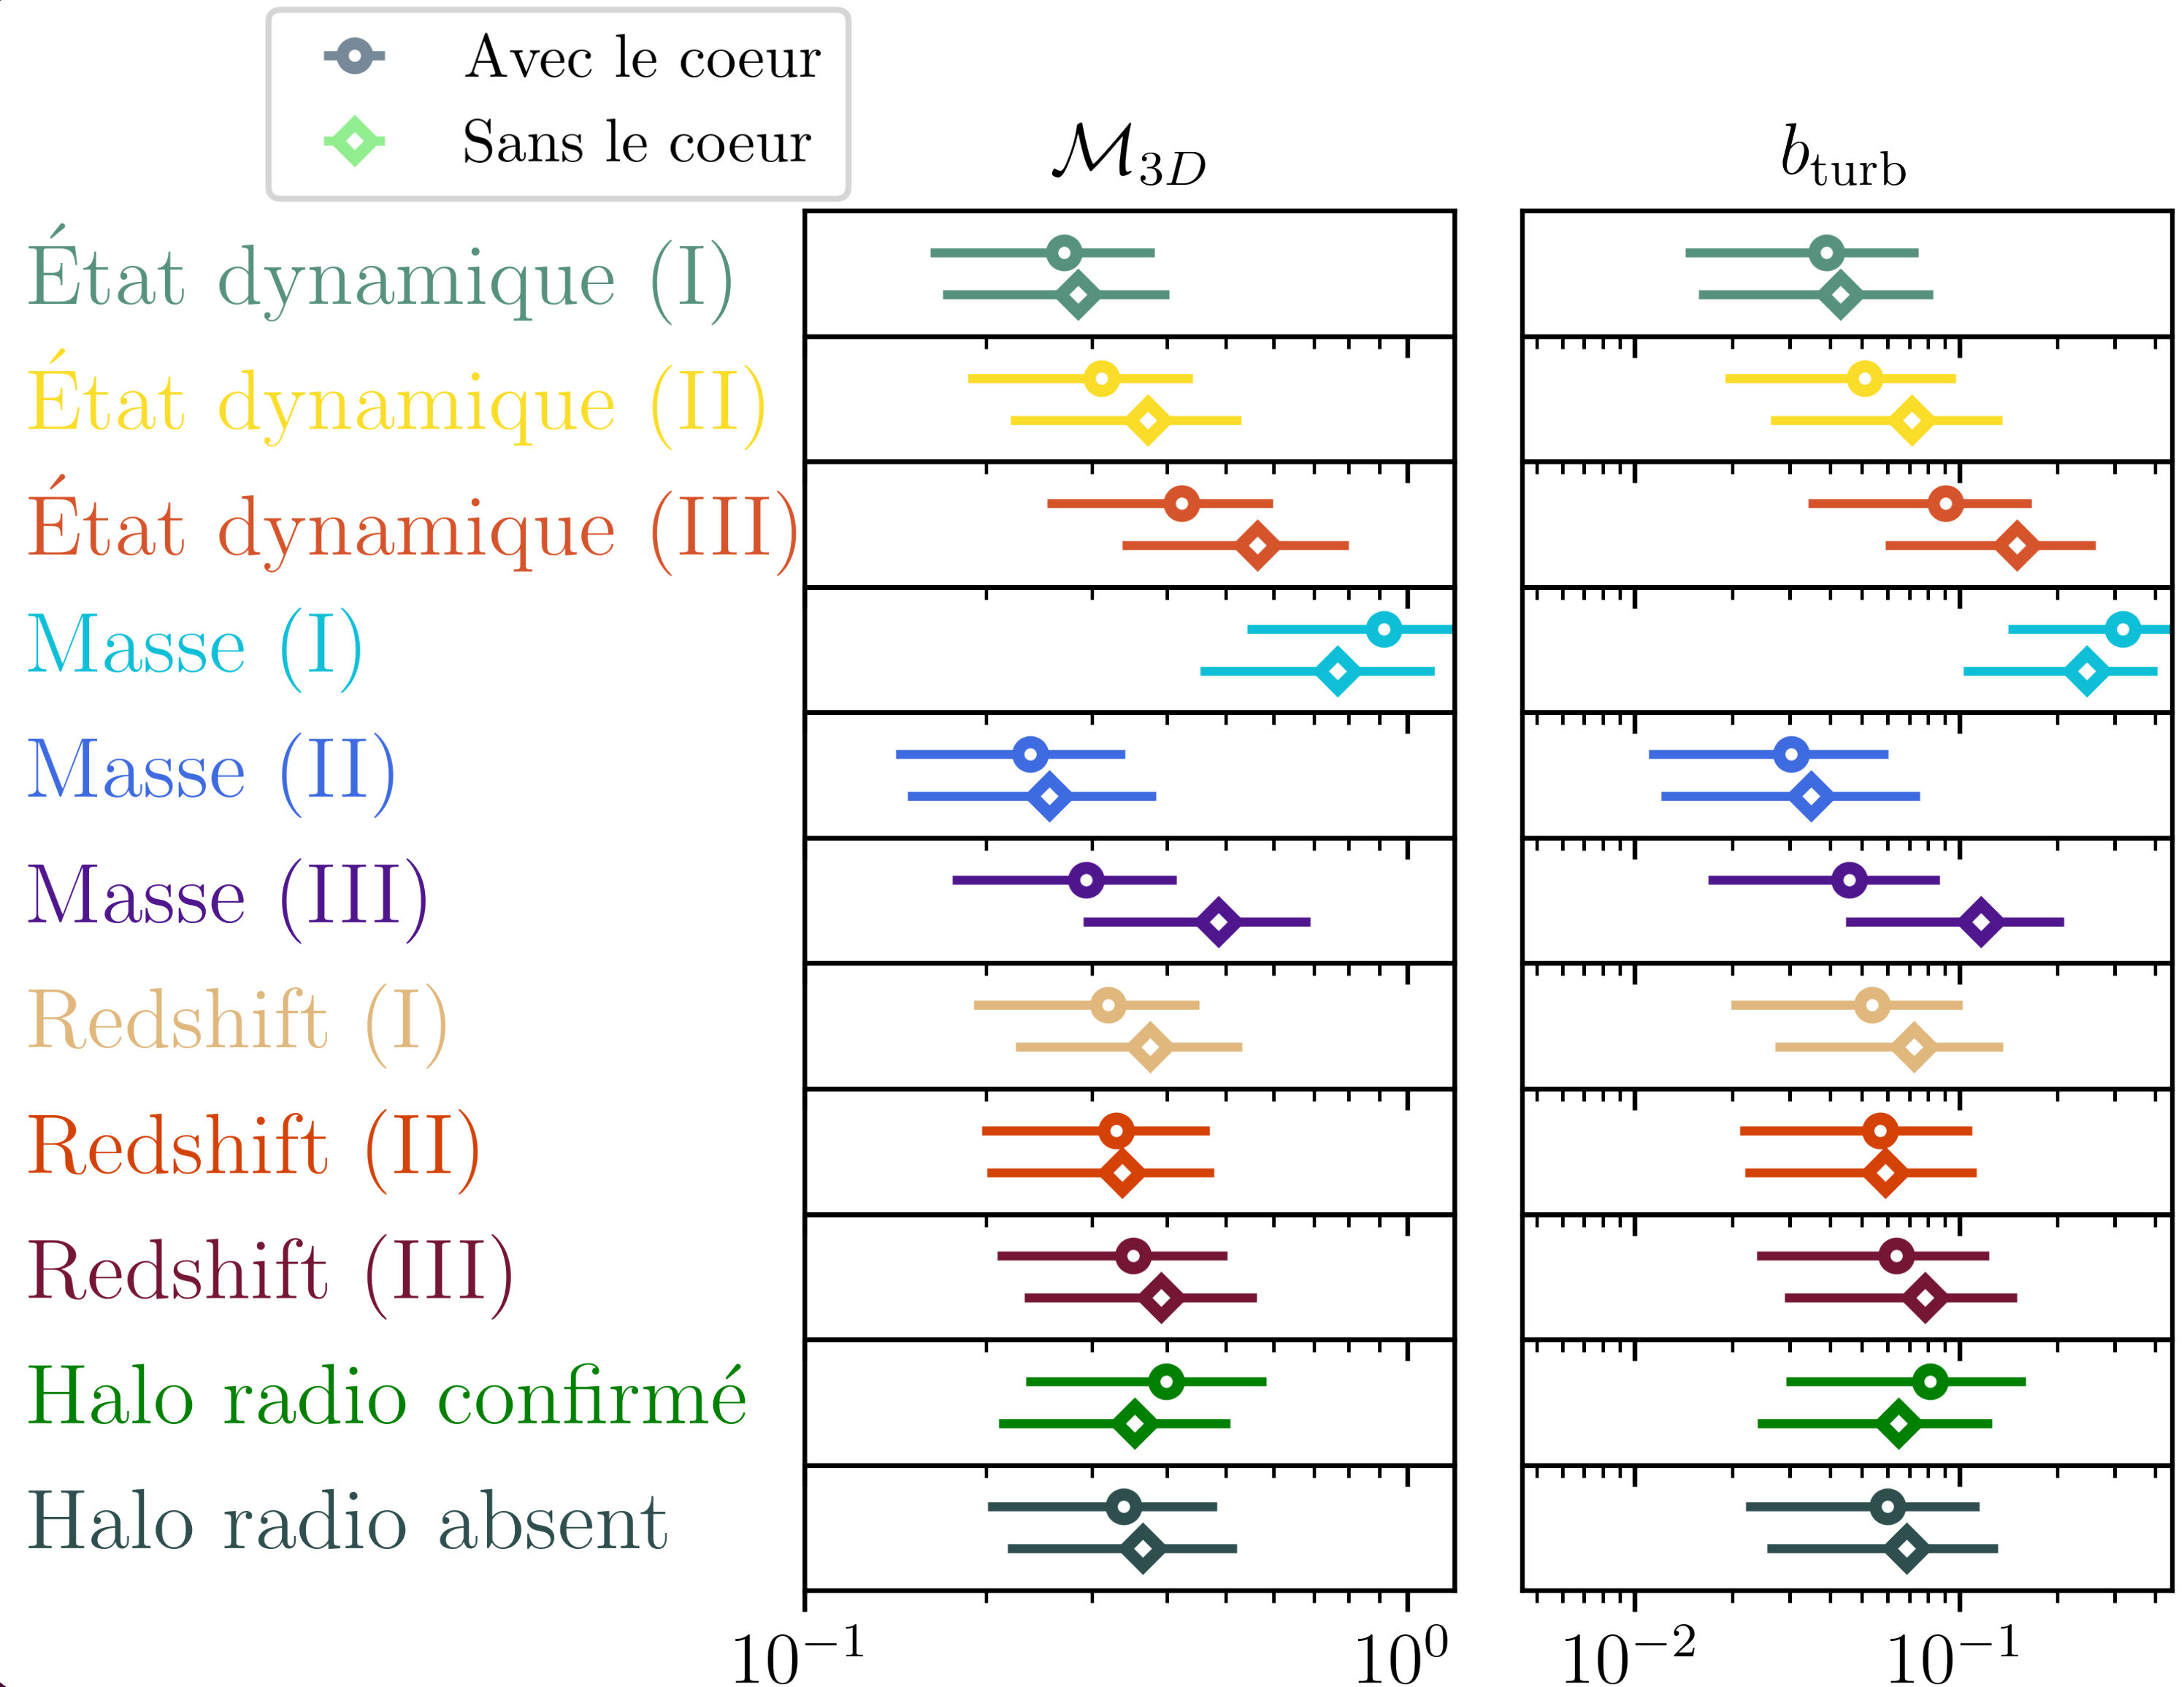 Avec le coeur
Sans le coeur
ℳ₃D b_turb
État dynamique (I)
État dynamique (II)
État dynamique (III)
Masse (I)
Masse (II)
Masse (III)
Redshift (I)
Redshift (II)
Redshift (III)
Halo radio confirmé
Halo radio absent
10⁻¹ 10⁰ 10⁻² 10⁻¹